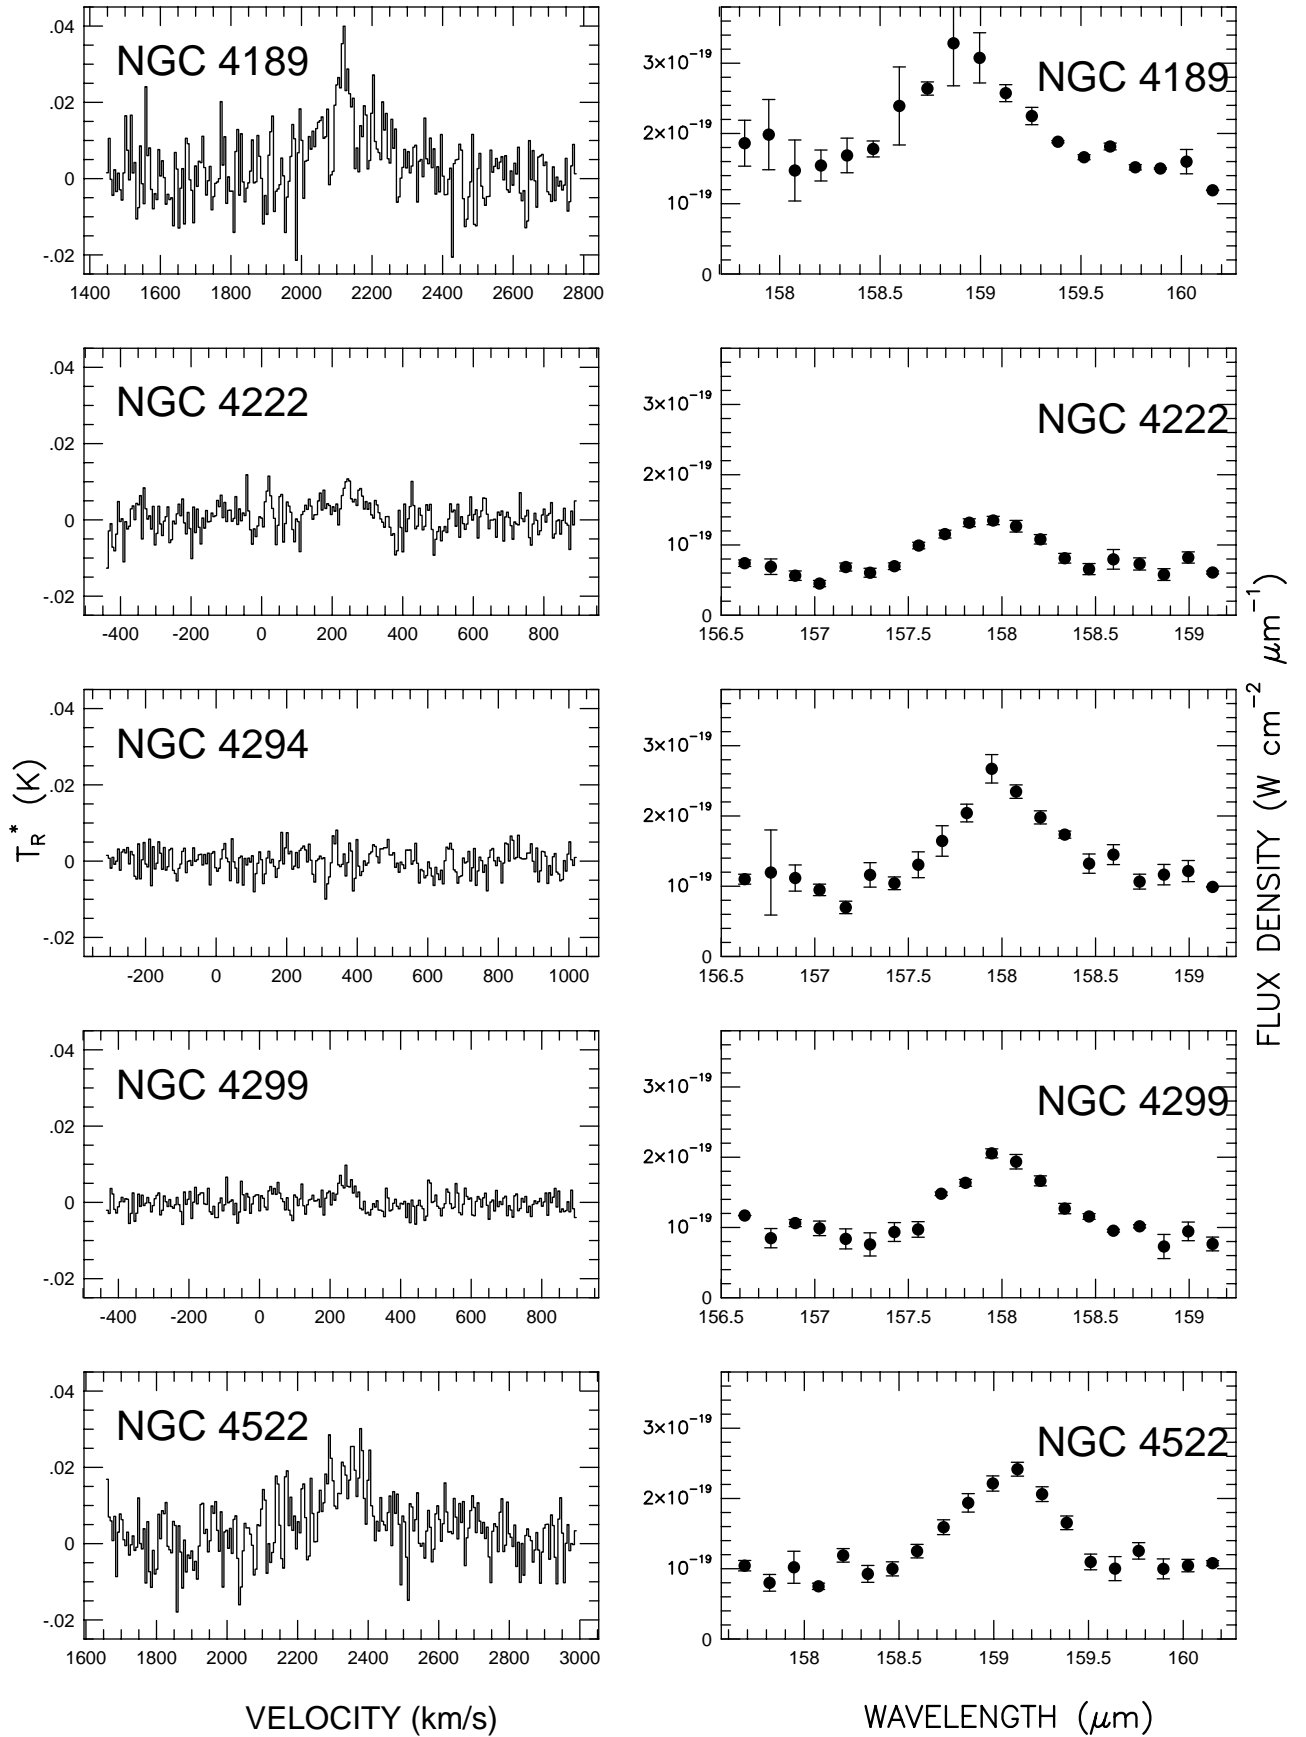 NGC 4189
.04
.02
0
-.02
1400 1600 1800 2000 2200 2400 2600 2800
NGC 4189
3×10⁻¹⁹
2×10⁻¹⁹
10⁻¹⁹
0
158 158.5 159 159.5 160
NGC 4222
.04
.02
0
-.02
-400 -200 0 200 400 600 800
NGC 4222
3×10⁻¹⁹
2×10⁻¹⁹
10⁻¹⁹
0
156.5 157 157.5 158 158.5 159
NGC 4294
.04
.02
0
-.02
-200 0 200 400 600 800 1000
NGC 4294
3×10⁻¹⁹
2×10⁻¹⁹
10⁻¹⁹
0
156.5 157 157.5 158 158.5 159
NGC 4299
.04
.02
0
-.02
-400 -200 0 200 400 600 800
NGC 4299
3×10⁻¹⁹
2×10⁻¹⁹
10⁻¹⁹
0
156.5 157 157.5 158 158.5 159
NGC 4522
.04
.02
0
-.02
1600 1800 2000 2200 2400 2600 2800 3000
NGC 4522
3×10⁻¹⁹
2×10⁻¹⁹
10⁻¹⁹
0
158 158.5 159 159.5 160
T_R* (K)
FLUX DENSITY (W cm⁻² μm⁻¹)
VELOCITY (km/s)
WAVELENGTH (μm)